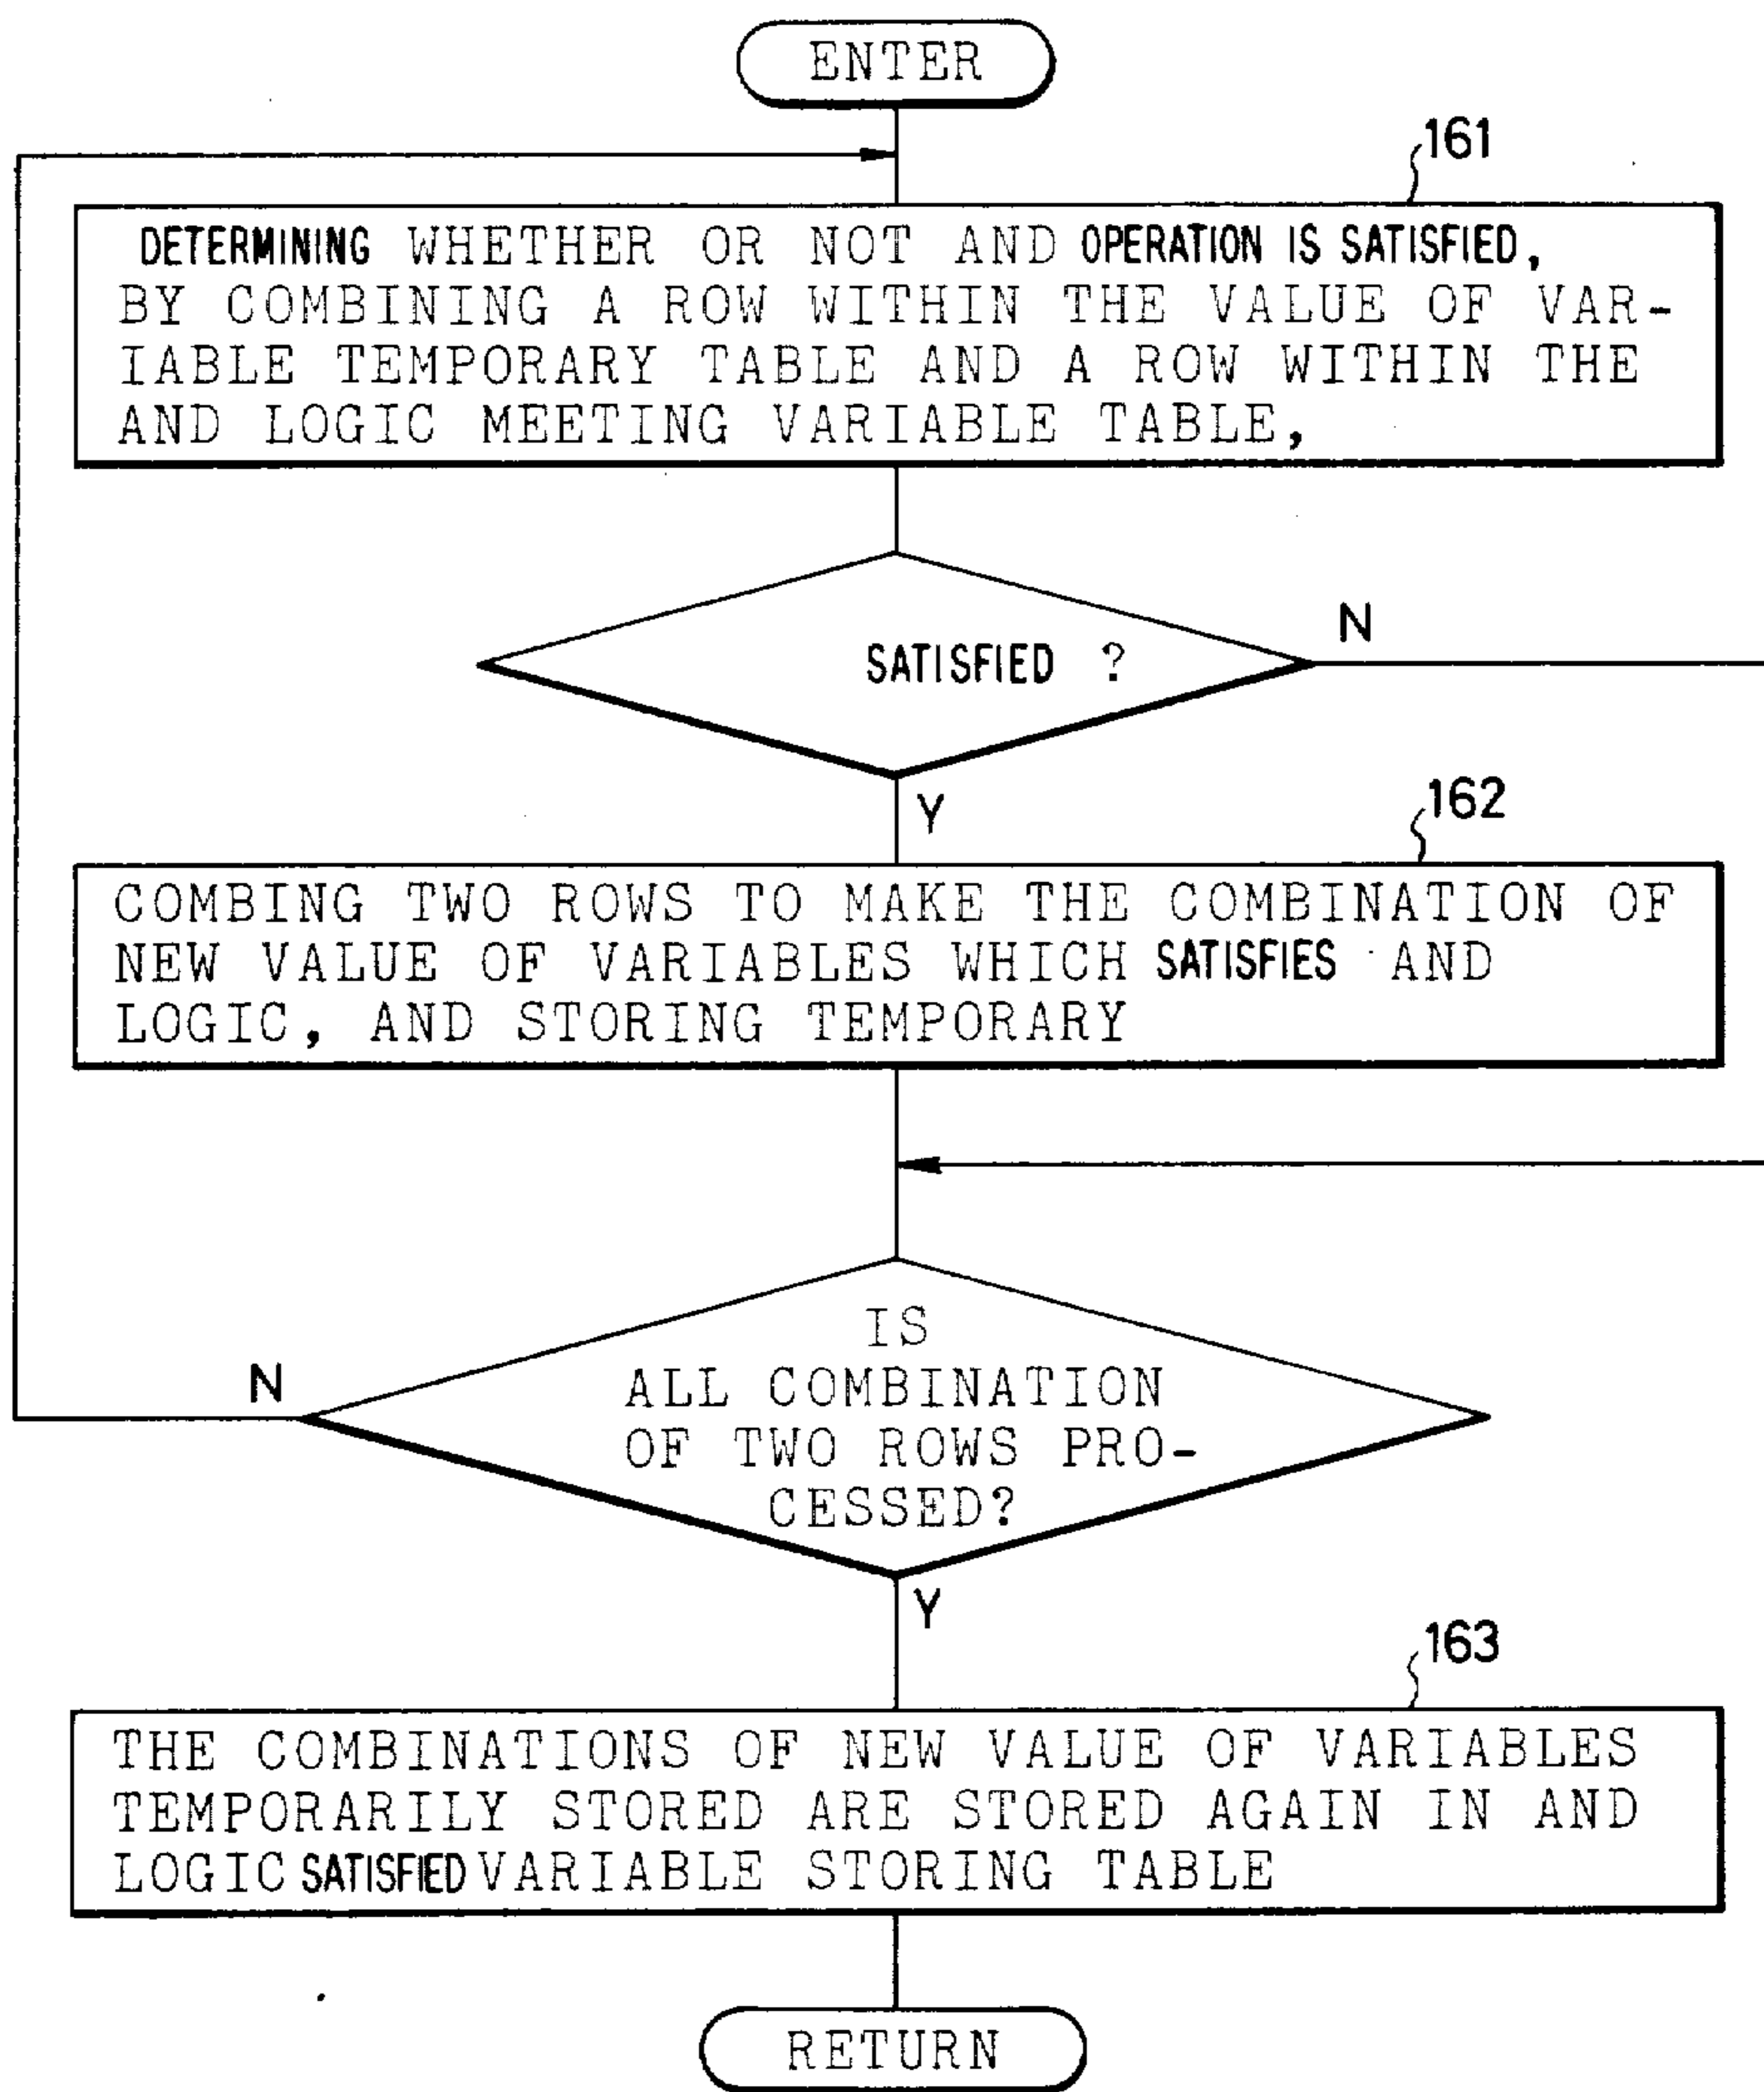 ENTER
161
DETERMINING WHETHER OR NOT AND OPERATION IS SATISFIED,
BY COMBINING A ROW WITHIN THE VALUE OF VAR-
IABLE TEMPORARY TABLE AND A ROW WITHIN THE
AND LOGIC MEETING VARIABLE TABLE,
SATISFIED ?
N
Y
162
COMBING TWO ROWS TO MAKE THE COMBINATION OF
NEW VALUE OF VARIABLES WHICH SATISFIES AND
LOGIC, AND STORING TEMPORARY
IS
ALL COMBINATION
OF TWO ROWS PRO-
CESSED?
N
Y
163
THE COMBINATIONS OF NEW VALUE OF VARIABLES
TEMPORARILY STORED ARE STORED AGAIN IN AND
LOGIC SATISFIED VARIABLE STORING TABLE
RETURN